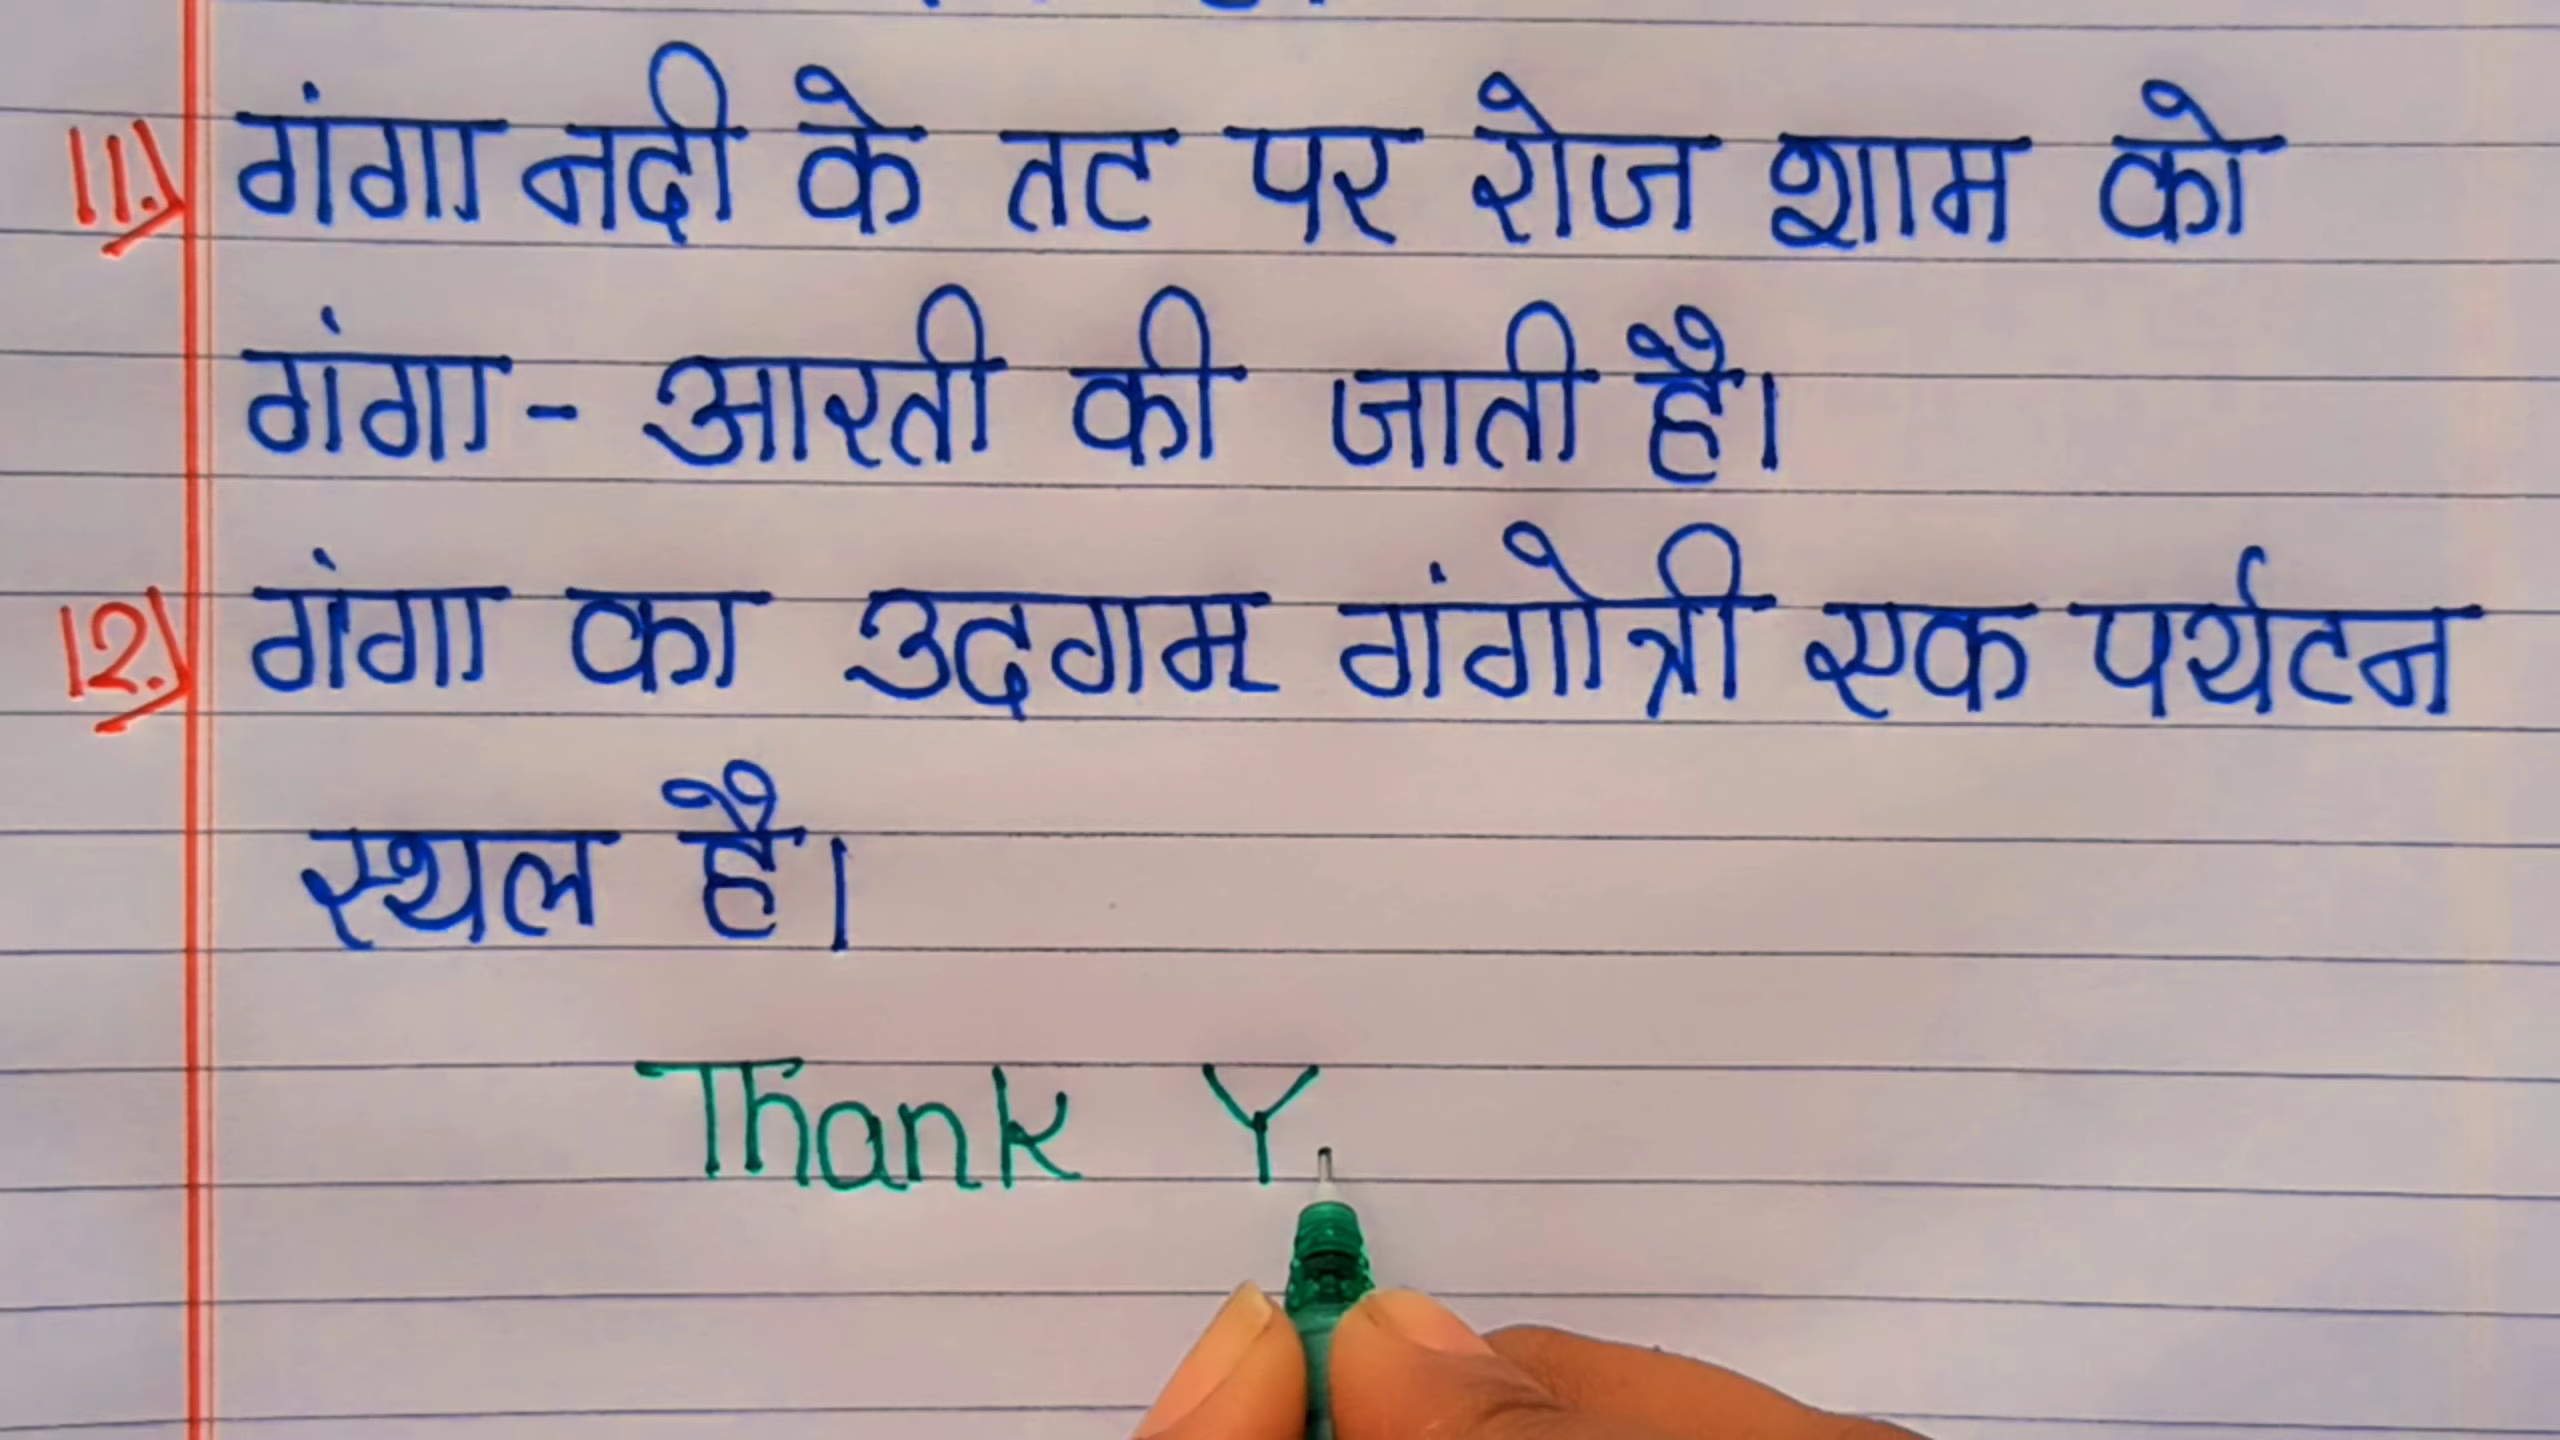 11.) गंगा नदी के तट पर रोज शाम को
गंगा - आरती की जाती है।
12.) गंगा का उदगम गंगोत्री एक पर्यटन
स्थल है।
Thank Y